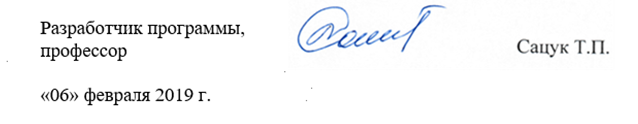 Разработчик программы,
профессор
Сацук Т.П.
«06» февраля 2019 г.